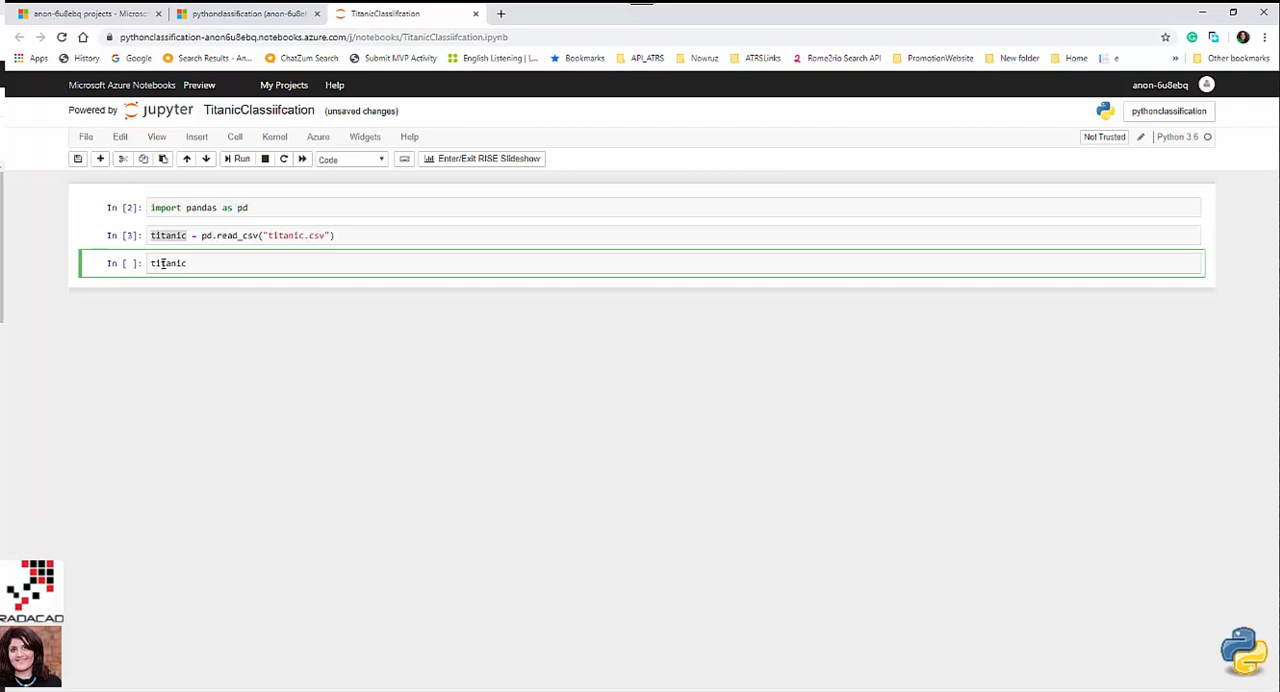 anon-6u8ebq projects - Microso
pythonclassification (anon-6u8eb
TitanicClassiifcation
pythonclassification-anon6u8ebq.notebooks.azure.com/j/notebooks/TitanicClassiifcation.ipynb
Apps History Google Search Results - An... ChatZum Search Submit MVP Activity English Listening |... Bookmarks API_ATRS Nowruz ATRSLinks Rome2rio Search API PromotionWebsite New folder Home e » Other bookmarks
Microsoft Azure Notebooks Preview My Projects Help anon-6u8ebq
Powered by jupyter TitanicClassiifcation (unsaved changes) pythonclassification
File Edit View Insert Cell Kernel Azure Widgets Help Not Trusted Python 3.6
Run Code Enter/Exit RISE Slideshow
In [2]: import pandas as pd
In [3]: titanic = pd.read_csv("titanic.csv")
In [ ]: titanic
RADACAD